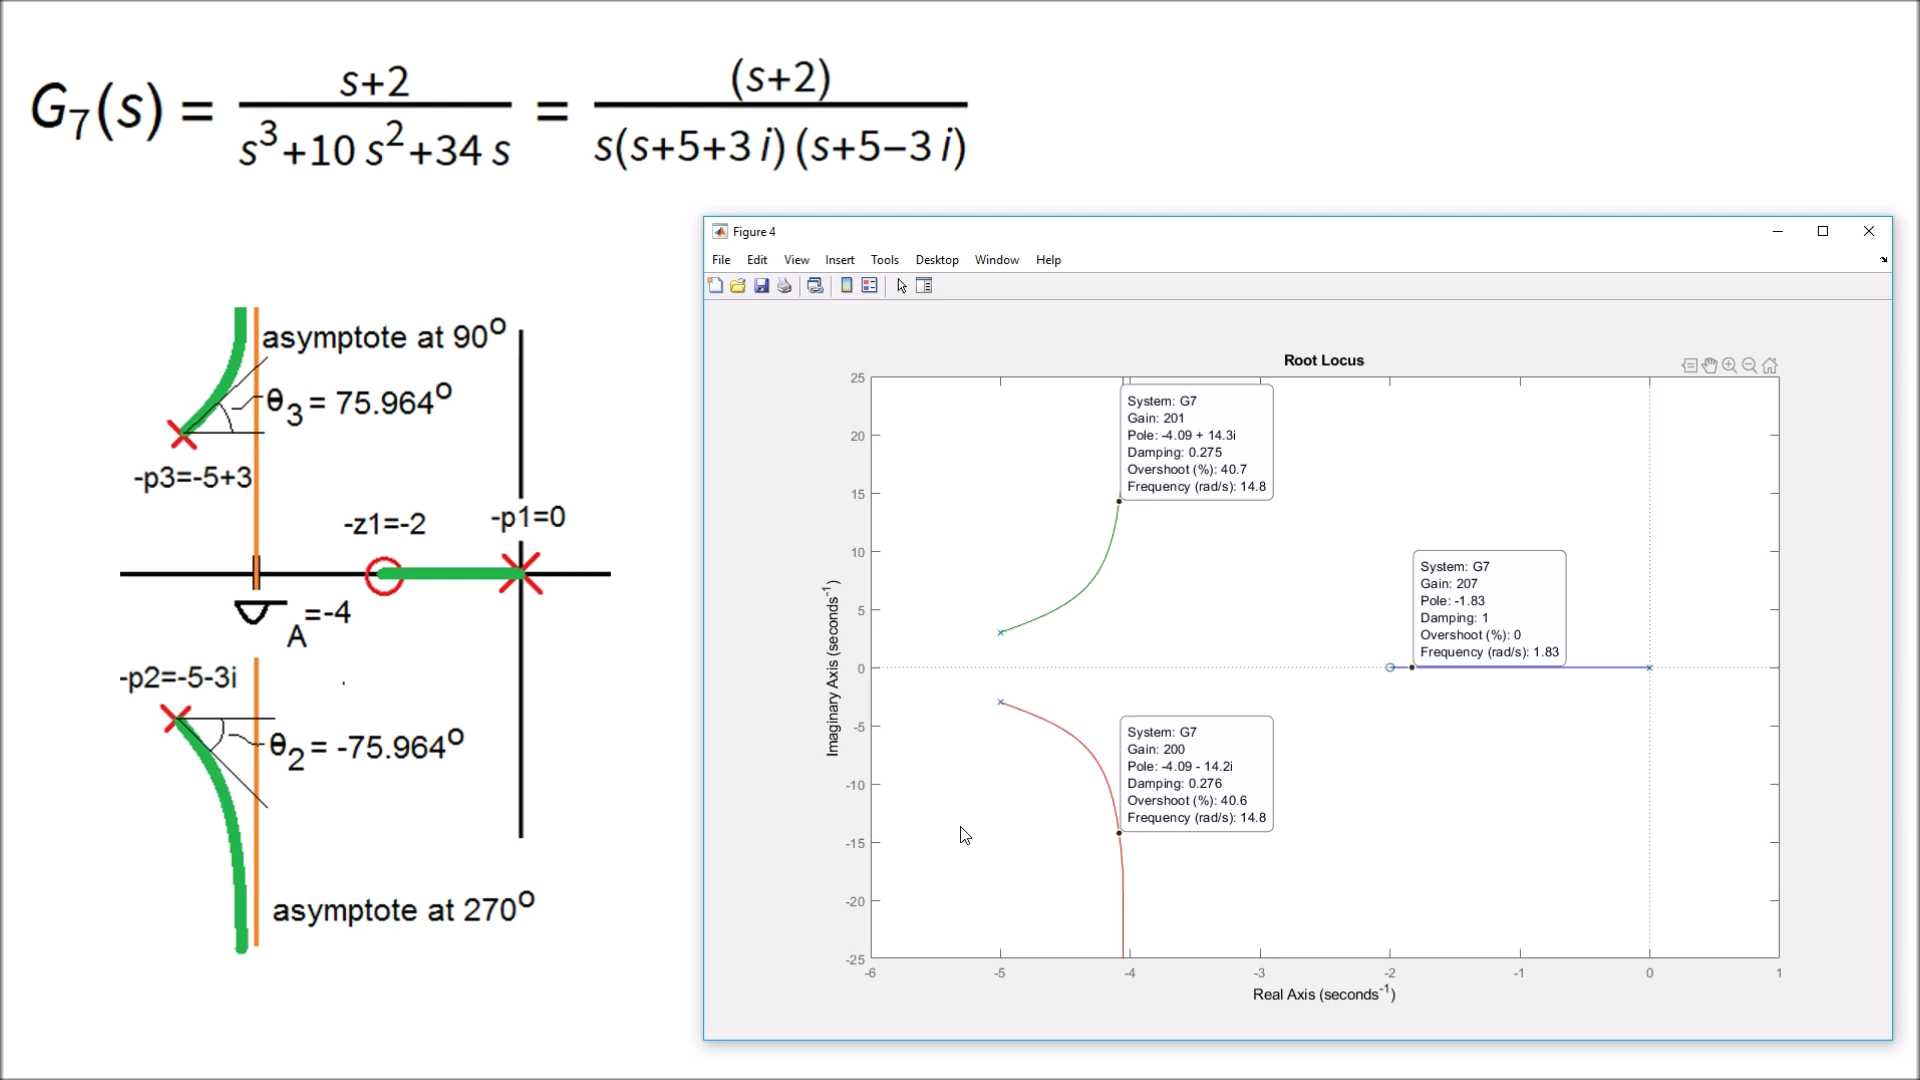 G₇(s) = (s+2)/(s³+10 s²+34 s) = (s+2)/(s(s+5+3 i)(s+5−3 i))
asymptote at 90°
θ₃ = 75.964°
-p3=-5+3
-z1=-2
-p1=0
A =-4
-p2=-5-3i
θ₂ = -75.964°
asymptote at 270°
Figure 4
File Edit View Insert Tools Desktop Window Help
Root Locus
System: G7
Gain: 201
Pole: -4.09 + 14.3i
Damping: 0.275
Overshoot (%): 40.7
Frequency (rad/s): 14.8
System: G7
Gain: 207
Pole: -1.83
Damping: 1
Overshoot (%): 0
Frequency (rad/s): 1.83
System: G7
Gain: 200
Pole: -4.09 - 14.2i
Damping: 0.276
Overshoot (%): 40.6
Frequency (rad/s): 14.8
25
20
15
10
5
0
-5
-10
-15
-20
-25
Imaginary Axis (seconds⁻¹)
-6 -5 -4 -3 -2 -1 0 1
Real Axis (seconds⁻¹)